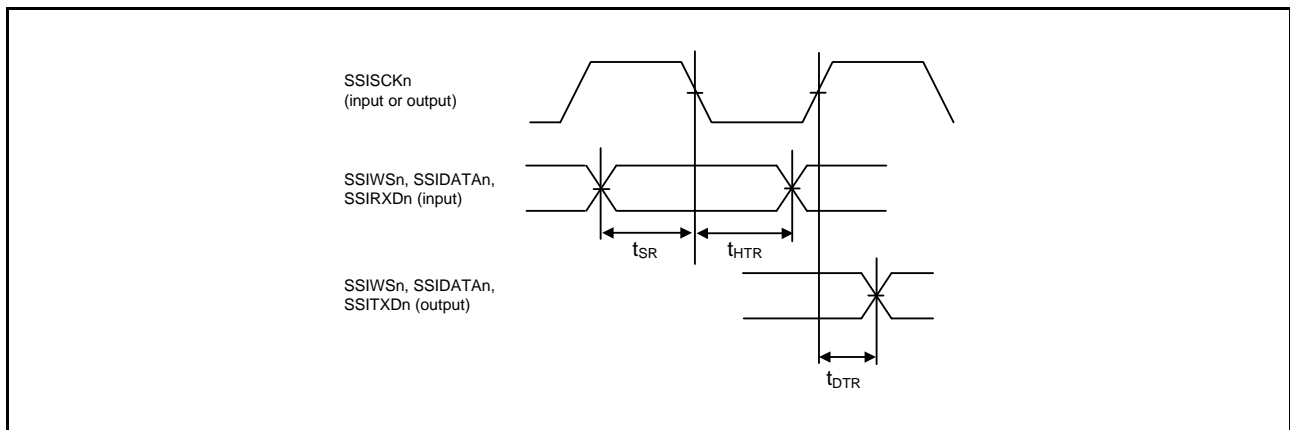 SSISCKn
(input or output)
SSIWSn, SSIDATAn,
SSIRXDn (input)
tSR
tHTR
SSIWSn, SSIDATAn,
SSITXDn (output)
tDTR